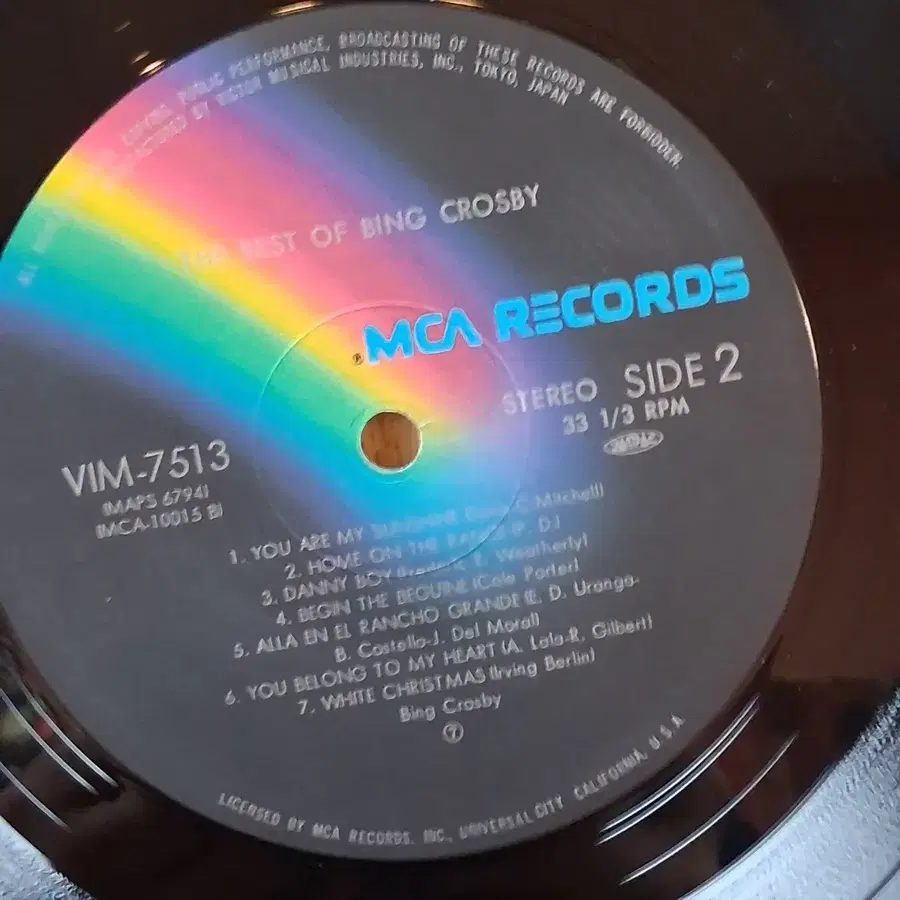 PUBLIC PERFORMANCE, BROADCASTING OF THESE RECORDS ARE FORBIDDEN.
BY VICTOR MUSICAL INDUSTRIES, INC., TOKYO, JAPAN
THE BEST OF BING CROSBY
MCA RECORDS
STEREO SIDE 2
33 1/3 RPM
VIM-7513
(MAPS 6794)
(MCA-10015 B)
1. YOU ARE MY SUNSHINE C. Mitchell)
2. HOME ON THE RANGE (P. D.)
3. DANNY BOY E. Weatherly)
4. BEGIN THE BEGUINE (Cole Porter)
5. ALLA EN EL RANCHO GRANDE (E. D. Uranga-
B. Costello-J. Del Moral)
6. YOU BELONG TO MY HEART (A. Lala-R. Gilbert)
7. WHITE CHRISTMAS (Irving Berlin)
Bing Crosby
⑦
LICENSED BY MCA RECORDS, INC., UNIVERSAL CITY CALIFORNIA, U.S.A.